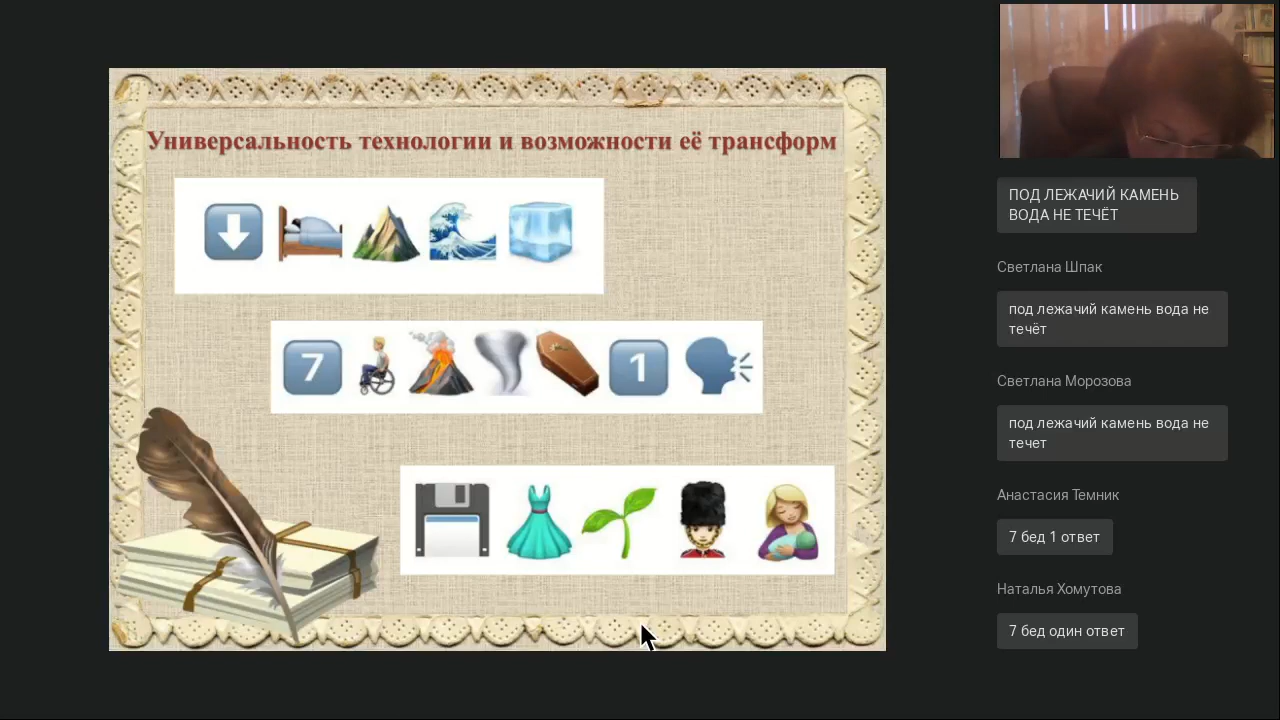 Универсальность технологии и возможности её трансформ
7
1
ПОД ЛЕЖАЧИЙ КАМЕНЬ
ВОДА НЕ ТЕЧЁТ
Светлана Шпак
под лежачий камень вода не
течёт
Светлана Морозова
под лежачий камень вода не
течет
Анастасия Темник
7 бед 1 ответ
Наталья Хомутова
7 бед один ответ